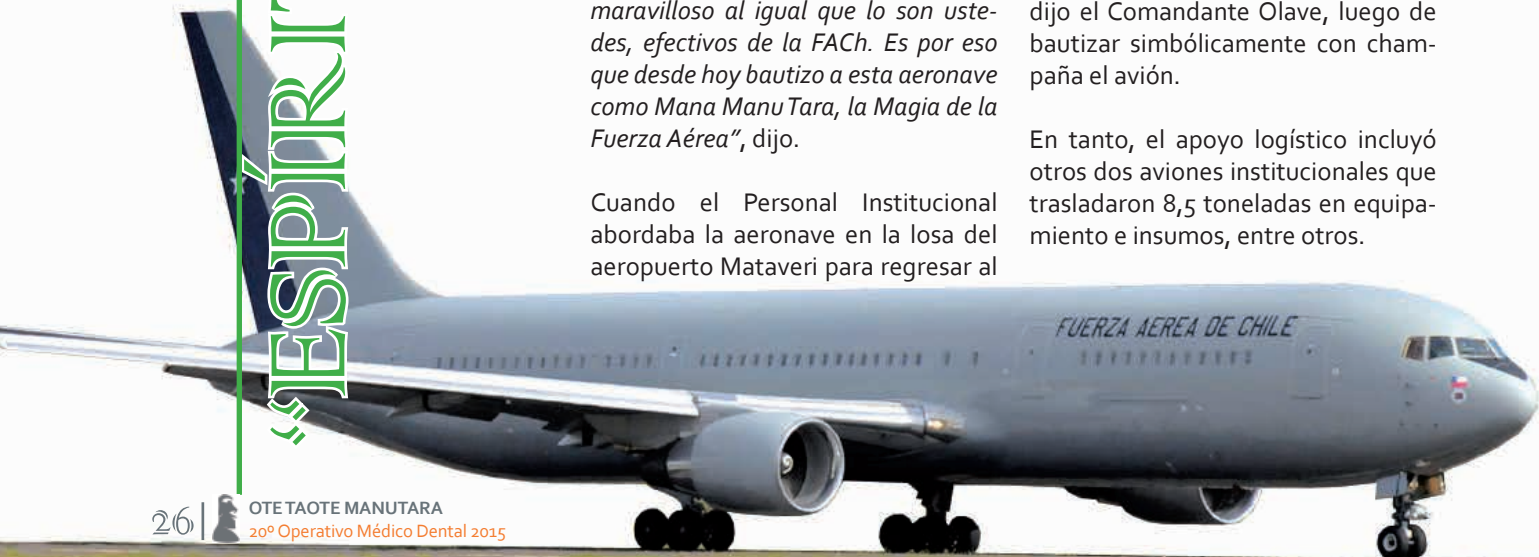 “ESPÍRIT
maravilloso al igual que lo son uste-
des, efectivos de la FACh. Es por eso
que desde hoy bautizo a esta aeronave
como Mana Manu Tara, la Magia de la
Fuerza Aérea”, dijo.
Cuando el Personal Institucional
abordaba la aeronave en la losa del
aeropuerto Mataveri para regresar al
dijo el Comandante Olave, luego de
bautizar simbólicamente con cham-
paña el avión.
En tanto, el apoyo logístico incluyó
otros dos aviones institucionales que
trasladaron 8,5 toneladas en equipa-
miento e insumos, entre otros.
FUERZA AEREA DE CHILE
26
OTE TAOTE MANUTARA
20º Operativo Médico Dental 2015